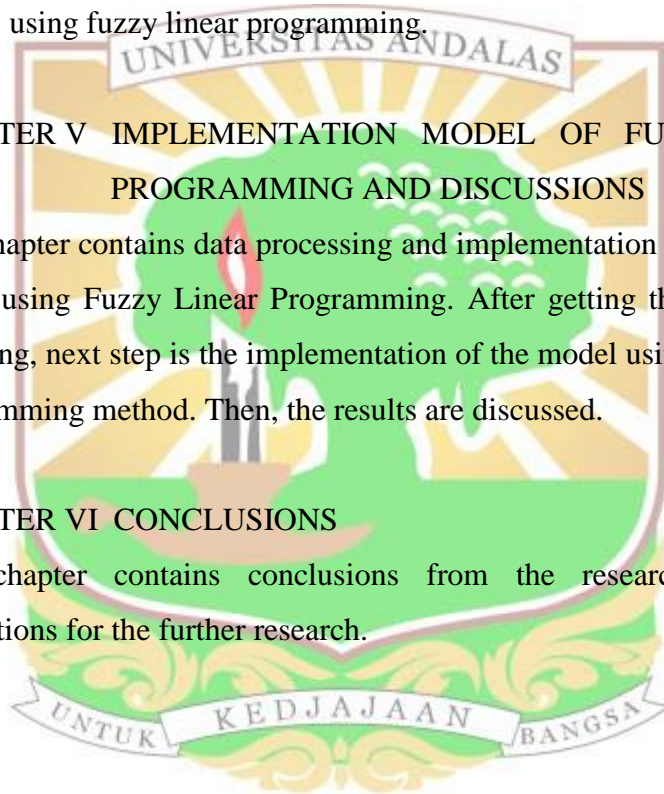 using fuzzy linear programming.
UNIVERSITAS ANDALAS
TER V IMPLEMENTATION MODEL OF FU
PROGRAMMING AND DISCUSSIONS
hapter contains data processing and implementation
using Fuzzy Linear Programming. After getting th
ng, next step is the implementation of the model usin
mming method. Then, the results are discussed.
TER VI CONCLUSIONS
chapter contains conclusions from the researc
tions for the further research.
UNTUK KEDJAJAAN BANGSA